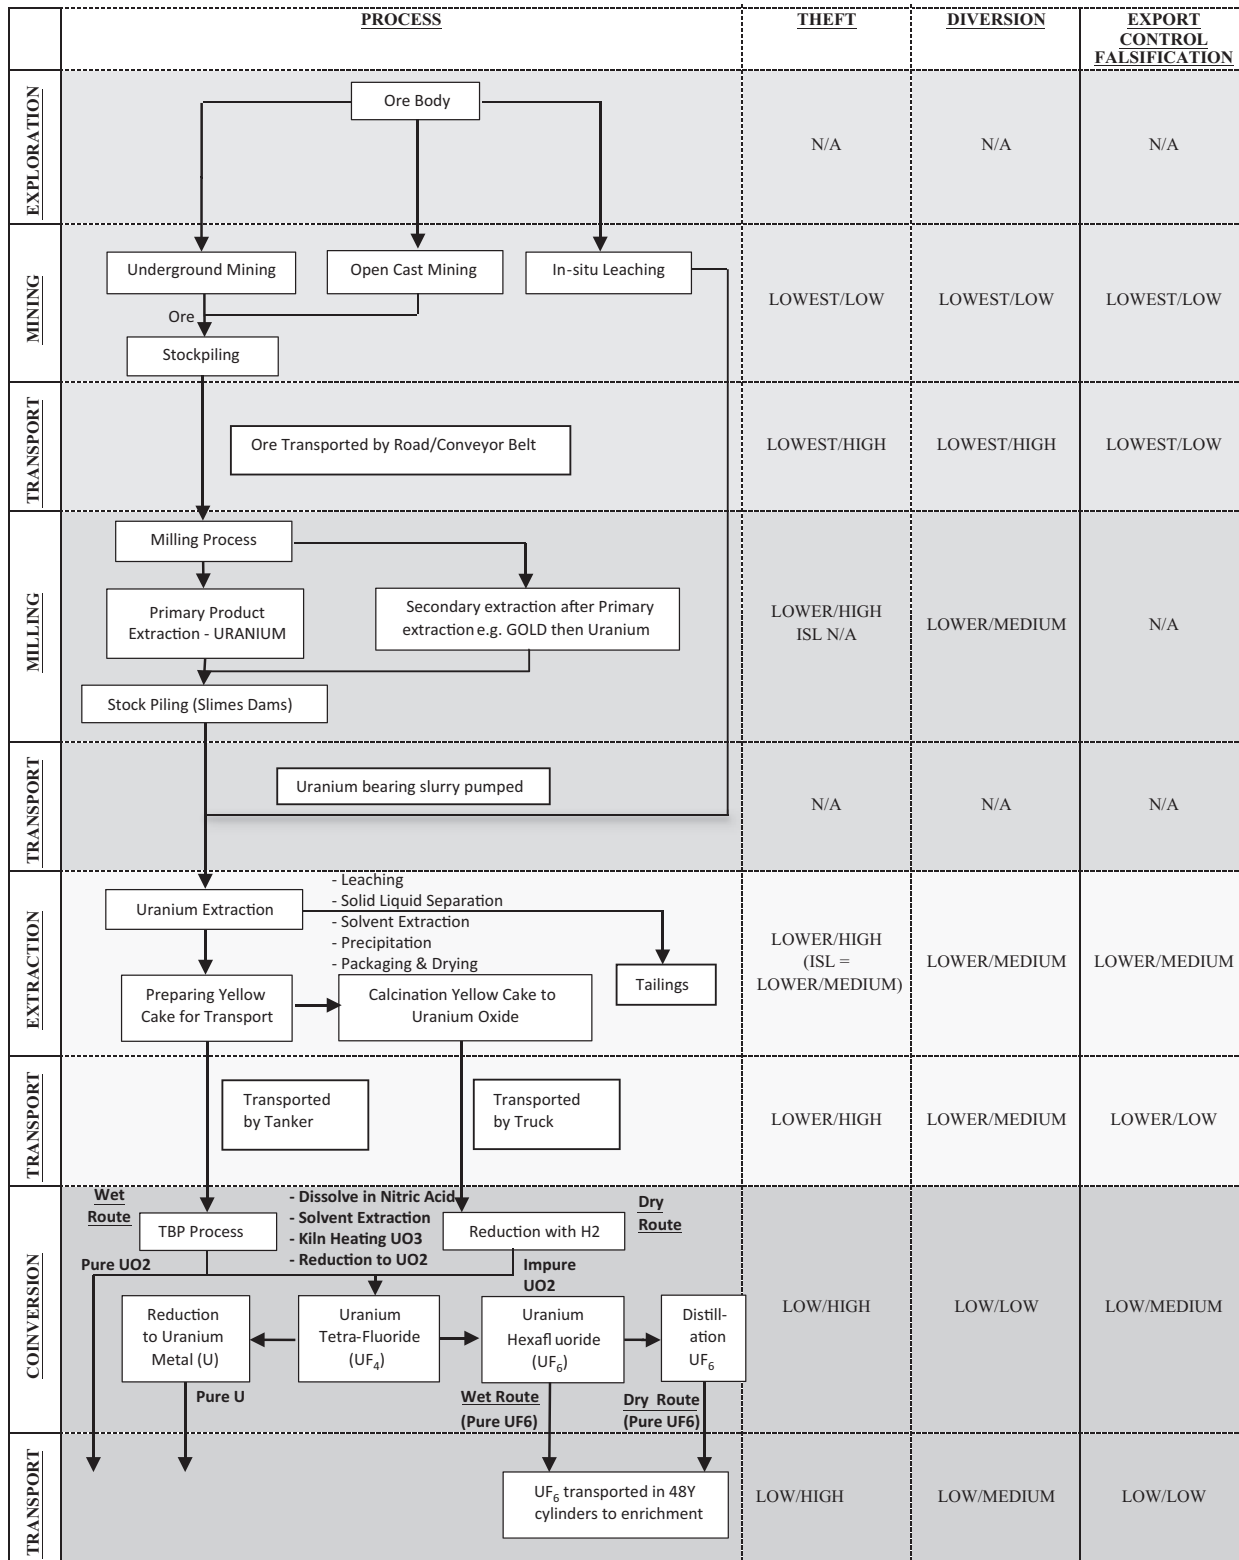 PROCESS
THEFT
DIVERSION
EXPORT
CONTROL
FALSIFICATION
EXPLORATION
Ore Body
N/A
N/A
N/A
MINING
Underground Mining
Open Cast Mining
In-situ Leaching
Ore
Stockpiling
LOWEST/LOW
LOWEST/LOW
LOWEST/LOW
TRANSPORT
Ore Transported by Road/Conveyor Belt
LOWEST/HIGH
LOWEST/HIGH
LOWEST/LOW
MILLING
Milling Process
Primary Product
Extraction - URANIUM
Secondary extraction after Primary
extraction e.g. GOLD then Uranium
Stock Piling (Slimes Dams)
LOWER/HIGH
ISL N/A
LOWER/MEDIUM
N/A
TRANSPORT
Uranium bearing slurry pumped
N/A
N/A
N/A
EXTRACTION
Uranium Extraction
- Leaching
- Solid Liquid Separation
- Solvent Extraction
- Precipitation
- Packaging & Drying
Tailings
Preparing Yellow
Cake for Transport
Calcination Yellow Cake to
Uranium Oxide
LOWER/HIGH
(ISL =
LOWER/MEDIUM)
LOWER/MEDIUM
LOWER/MEDIUM
TRANSPORT
Transported
by Tanker
Transported
by Truck
LOWER/HIGH
LOWER/MEDIUM
LOWER/LOW
COINVERSION
Wet
Route
TBP Process
- Dissolve in Nitric Acid
- Solvent Extraction
- Kiln Heating UO3
- Reduction to UO2
Reduction with H2
Dry
Route
Pure UO2
Impure
UO2
Reduction
to Uranium
Metal (U)
Uranium
Tetra-Fluoride
(UF4)
Uranium
Hexafl uoride
(UF6)
Distill-
ation
UF6
Pure U
Wet Route
(Pure UF6)
Dry Route
(Pure UF6)
LOW/HIGH
LOW/LOW
LOW/MEDIUM
TRANSPORT
UF6 transported in 48Y
cylinders to enrichment
LOW/HIGH
LOW/MEDIUM
LOW/LOW